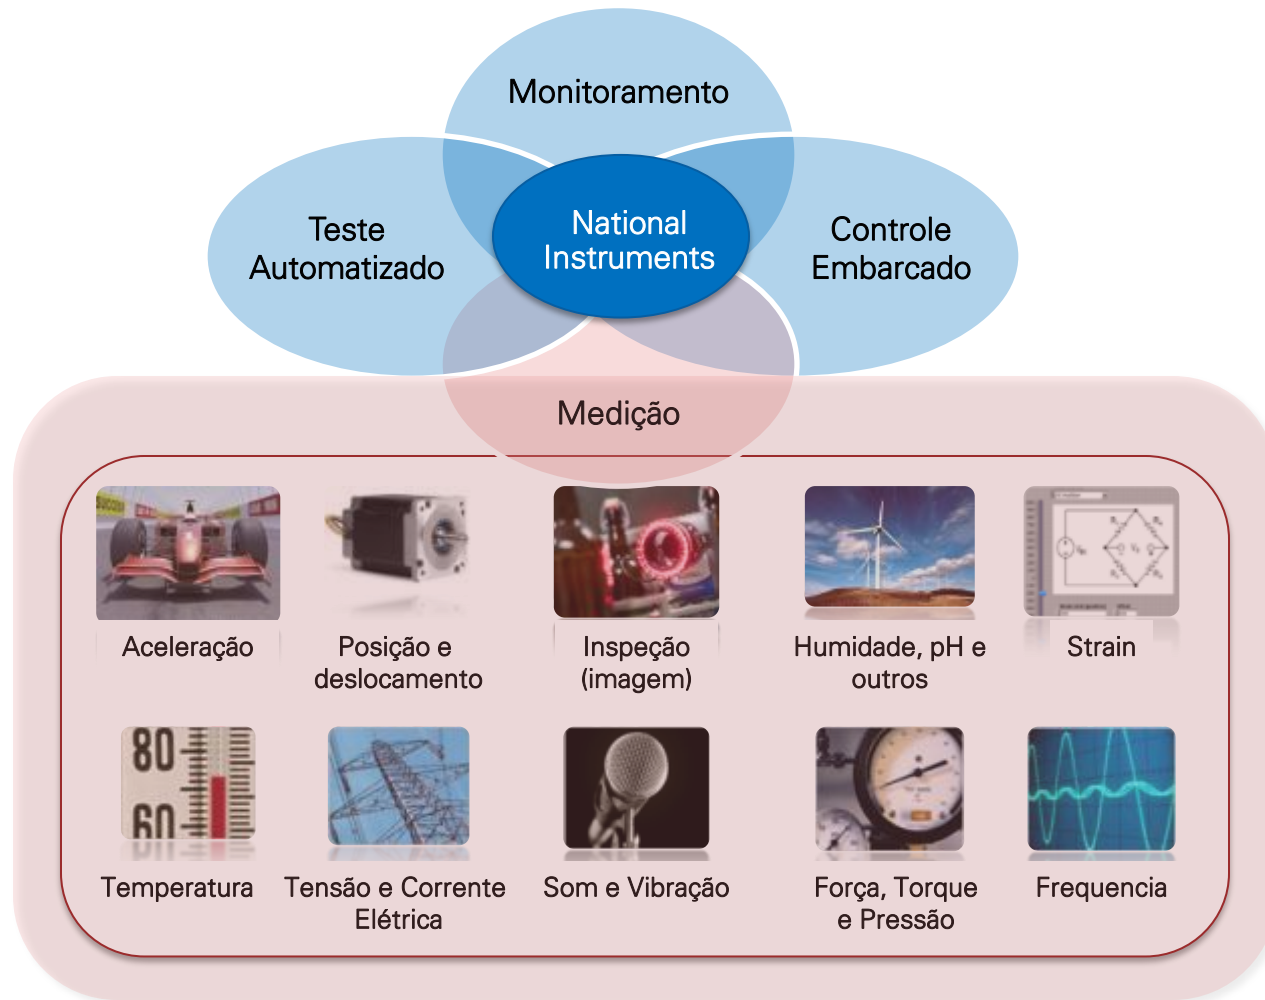 Monitoramento
Teste
Automatizado
National
Instruments
Controle
Embarcado
Medição
Aceleração
Posição e
deslocamento
Inspeção
(imagem)
Humidade, pH e
outros
Strain
80
60
Temperatura
Tensão e Corrente
Elétrica
Som e Vibração
Força, Torque
e Pressão
Frequencia